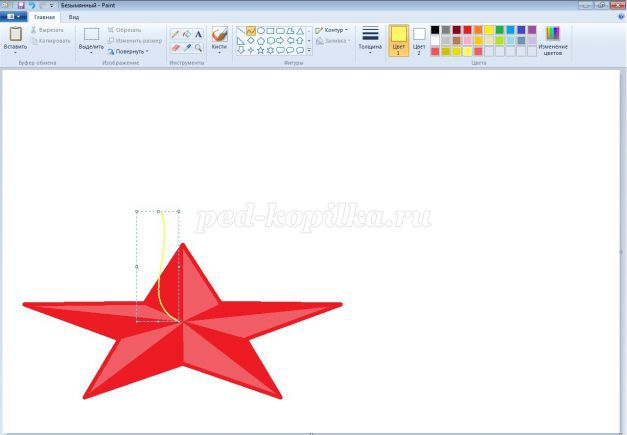 Безымянный - Paint
Главная Вид
Вставить
Вырезать
Копировать
Буфер обмена
Выделить
Обрезать
Изменить размер
Повернуть
Изображение
A
Инструменты
Кисти
Контур
Заливка
Фигуры
Толщина
Цвет 1
Цвет 2
Изменение цветов
Цвета
ped-kopilka.ru